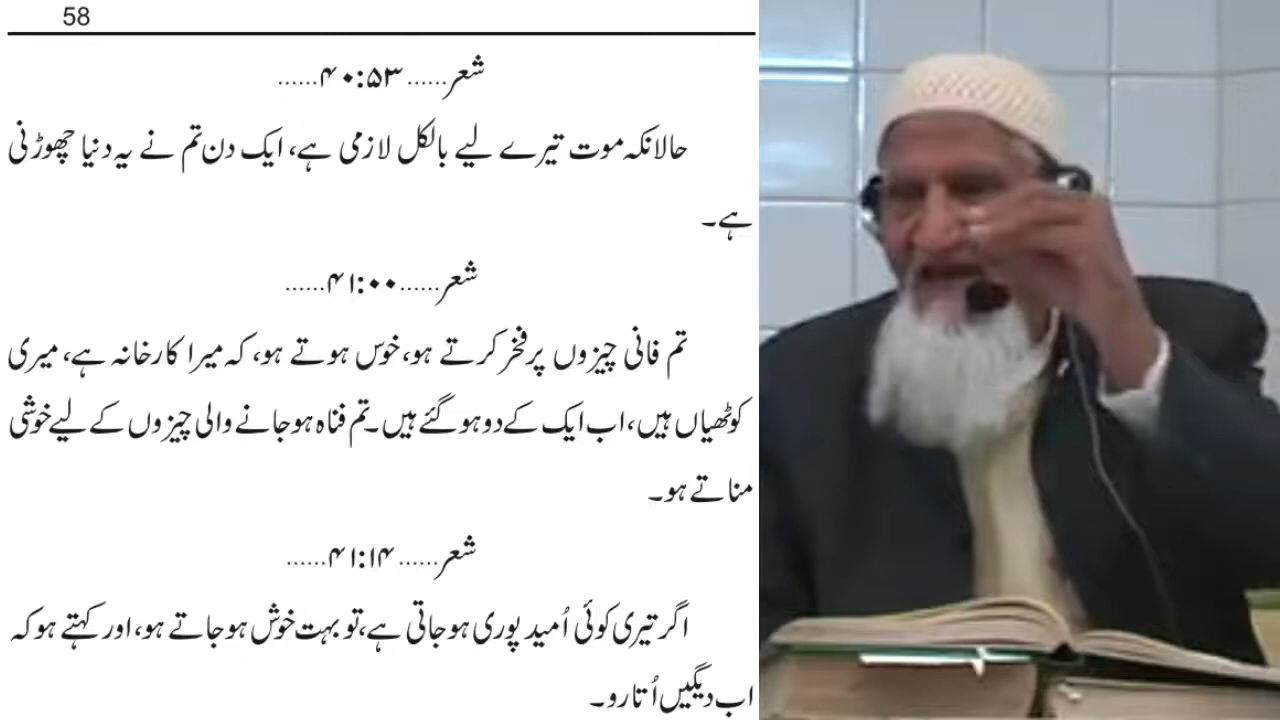 58
شعر......۴۰:۵۳......
حالانکہ موت تیرے لیے بالکل لازمی ہے، ایک دن تم نے یہ دنیا چھوڑنی
ہے۔
شعر......۴۱:۰۰......
تم فانی چیزوں پر فخر کرتے ہو، خوس ہوتے ہو، کہ میرا کارخانہ ہے، میری
کوٹھیاں ہیں، اب ایک کے دو ہو گئے ہیں۔ تم فناہ ہو جانے والی چیزوں کے لیے خوشی
مناتے ہو۔
شعر......۴۱:۱۴......
اگر تیری کوئی اُمید پوری ہو جاتی ہے، تو بہت خوش ہو جاتے ہو، اور کہتے ہو کہ
اب دیگیں اُتارو۔